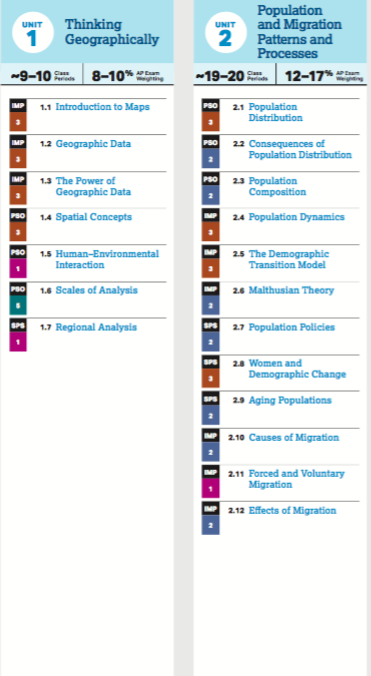 UNIT
1
Thinking
Geographically
~9–10 Class Periods
8–10% AP Exam Weighting
IMP
3
1.1 Introduction to Maps
IMP
3
1.2 Geographic Data
IMP
3
1.3 The Power of
Geographic Data
PSO
3
1.4 Spatial Concepts
PSO
1
1.5 Human–Environmental
Interaction
PSO
5
1.6 Scales of Analysis
SPS
1
1.7 Regional Analysis
UNIT
2
Population
and Migration
Patterns and
Processes
~19–20 Class Periods
12–17% AP Exam Weighting
PSO
3
2.1 Population
Distribution
PSO
2
2.2 Consequences of
Population Distribution
PSO
2
2.3 Population
Composition
IMP
3
2.4 Population Dynamics
IMP
3
2.5 The Demographic
Transition Model
IMP
2
2.6 Malthusian Theory
SPS
2
2.7 Population Policies
SPS
3
2.8 Women and
Demographic Change
SPS
2
2.9 Aging Populations
IMP
2
2.10 Causes of Migration
IMP
1
2.11 Forced and Voluntary
Migration
IMP
2
2.12 Effects of Migration